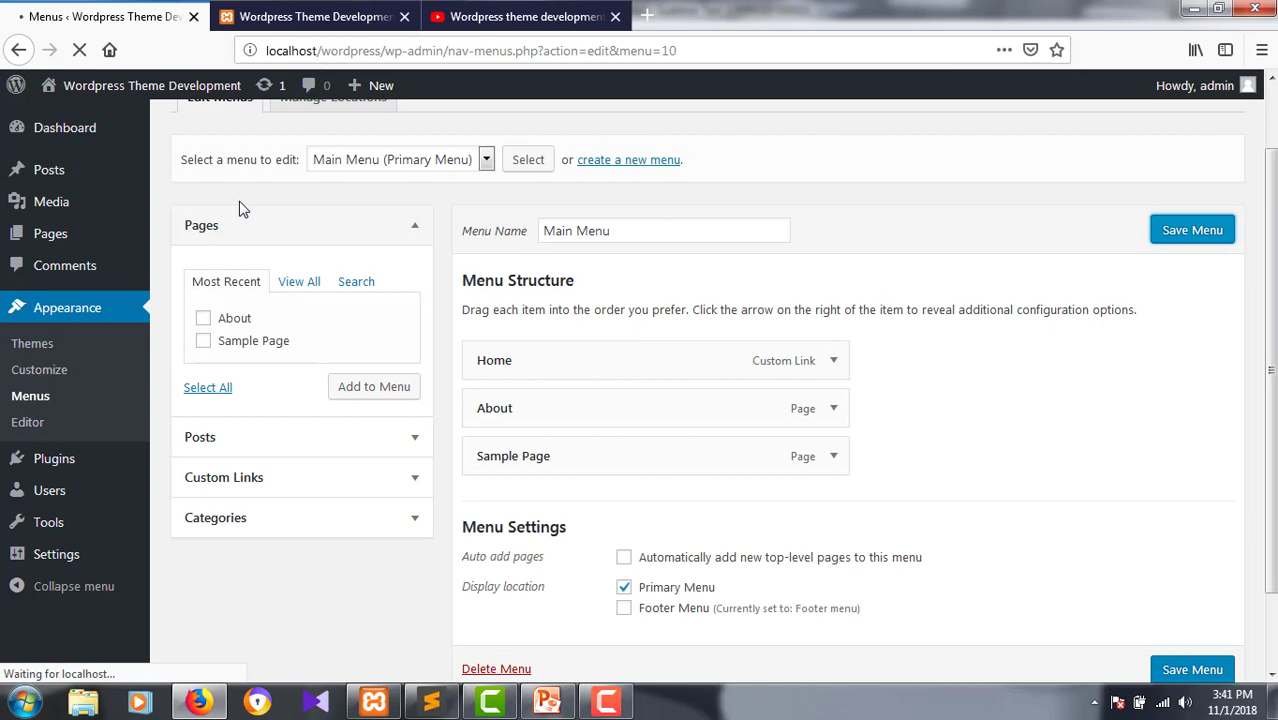 Menus ‹ Wordpress Theme De
Wordpress Theme Developmen
Wordpress theme developmen
localhost/wordpress/wp-admin/nav-menus.php?action=edit&menu=10
Wordpress Theme Development
1
0
New
Howdy, admin
Dashboard
Posts
Media
Pages
Comments
Appearance
Themes
Customize
Menus
Editor
Plugins
Users
Tools
Settings
Collapse menu
Edit Menus
Manage Locations
Select a menu to edit:
Main Menu (Primary Menu)
Select
or create a new menu.
Pages
Most Recent
View All
Search
About
Sample Page
Select All
Add to Menu
Posts
Custom Links
Categories
Menu Name
Main Menu
Save Menu
Menu Structure
Drag each item into the order you prefer. Click the arrow on the right of the item to reveal additional configuration options.
Home
Custom Link
About
Page
Sample Page
Page
Menu Settings
Auto add pages
Automatically add new top-level pages to this menu
Display location
Primary Menu
Footer Menu (Currently set to: Footer menu)
Delete Menu
Save Menu
Waiting for localhost...
3:41 PM
11/1/2018